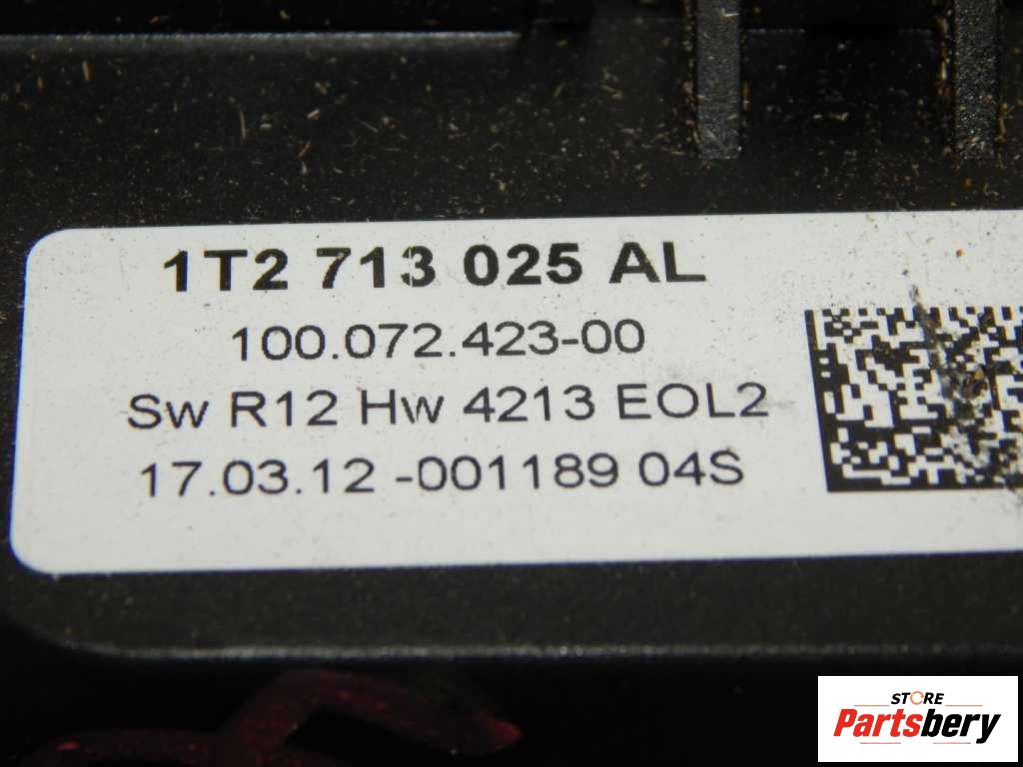 1T2 713 025 AL
100.072.423-00
Sw R12 Hw 4213 EOL2
17.03.12 -001189 04S
STORE
Partsbery